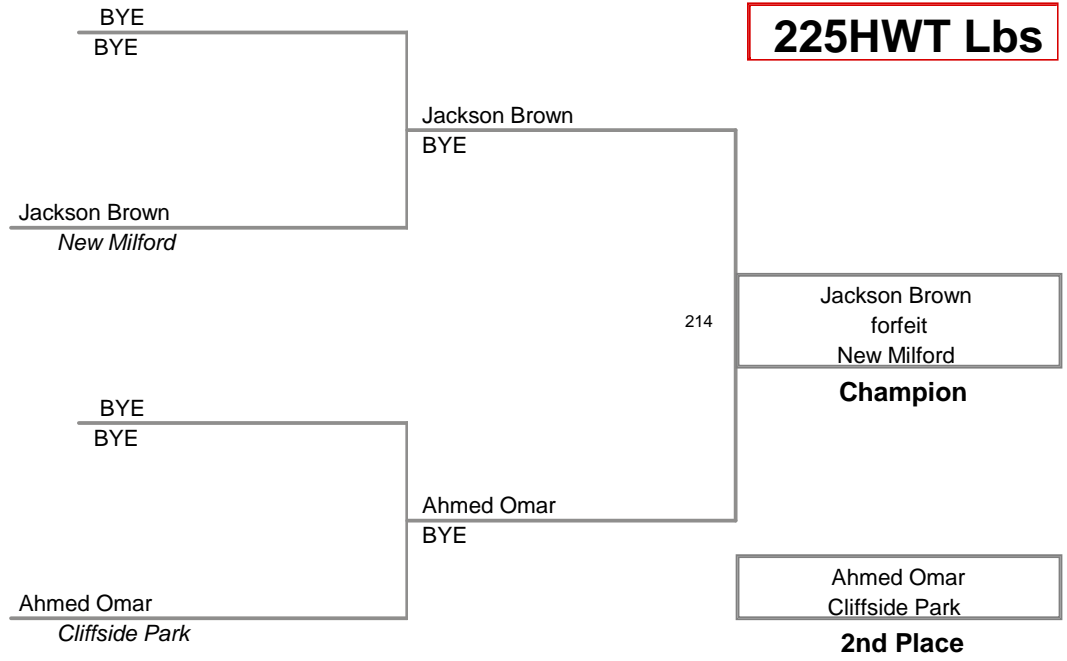 BYE
BYE
225HWT Lbs
Jackson Brown
BYE
Jackson Brown
New Milford
214
Jackson Brown
forfeit
New Milford
Champion
BYE
BYE
Ahmed Omar
BYE
Ahmed Omar
Cliffside Park
Ahmed Omar
Cliffside Park
2nd Place